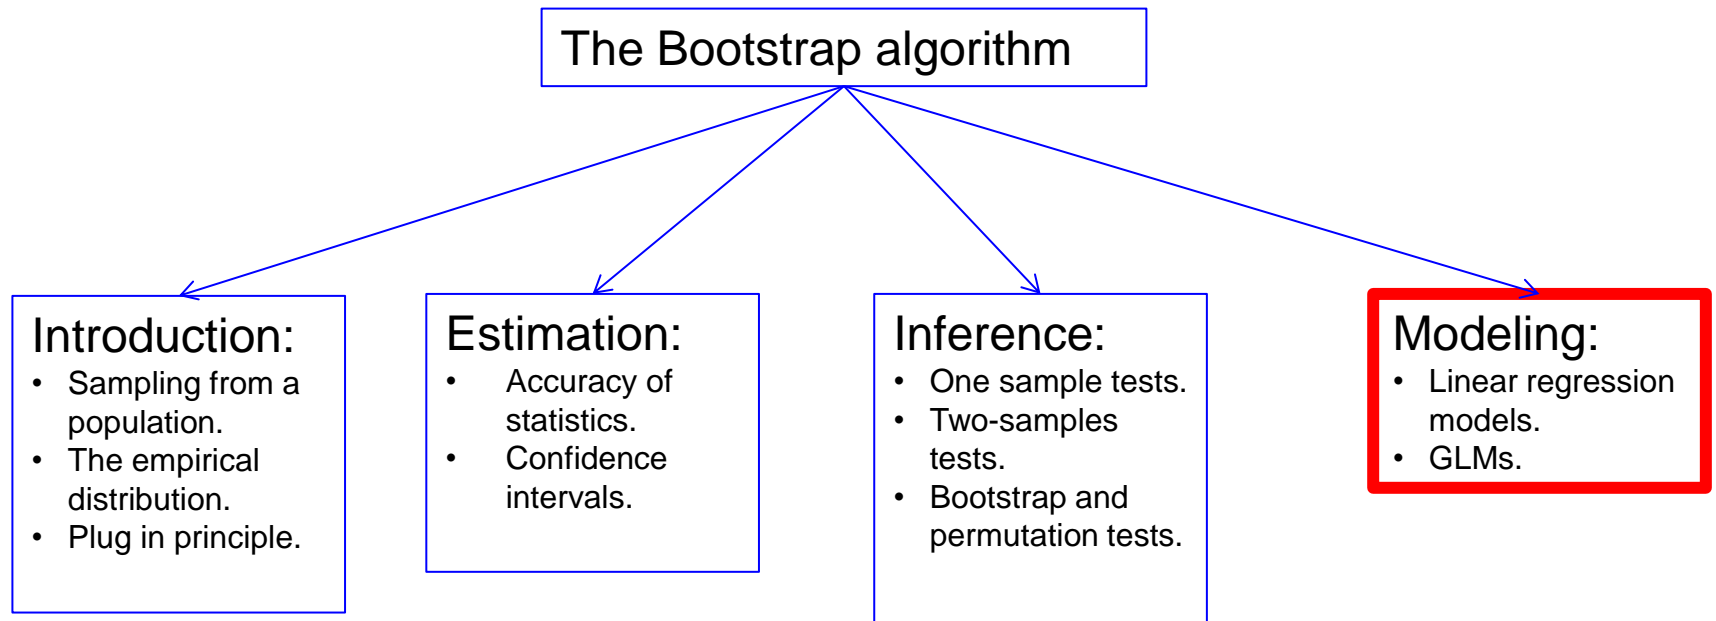 The Bootstrap algorithm
Introduction:
• Sampling from a
population.
• The empirical
distribution.
• Plug in principle.
Estimation:
• Accuracy of
statistics.
• Confidence
intervals.
Inference:
• One sample tests.
• Two-samples
tests.
• Bootstrap and
permutation tests.
Modeling:
• Linear regression
models.
• GLMs.